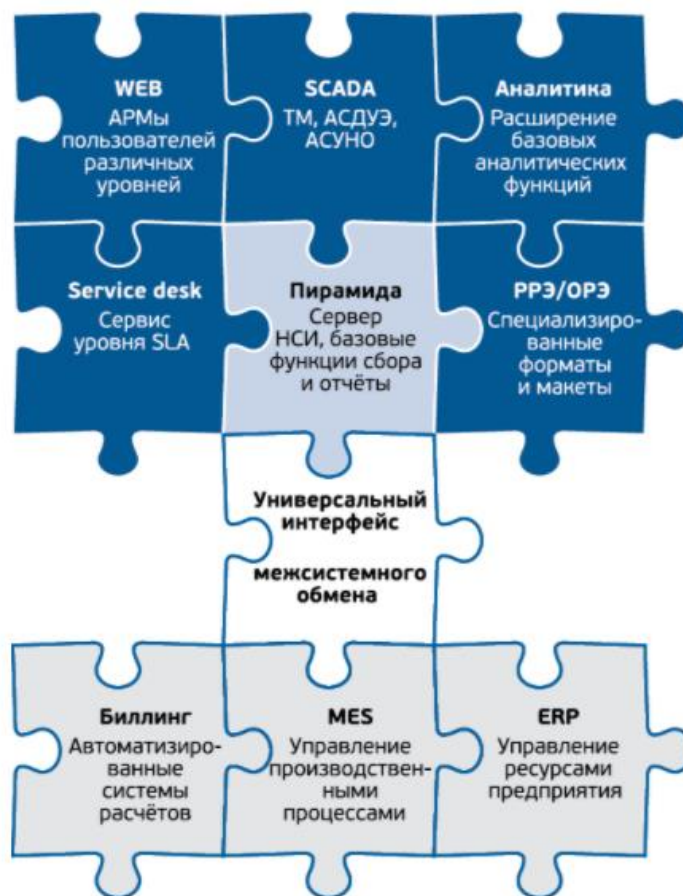 WEB
АРМы
пользователей
различных
уровней
SCADA
ТМ, АСДУЭ,
АСУНО
Аналитика
Расширение
базовых
аналитических
функций
Service desk
Сервис
уровня SLA
Пирамида
Сервер
НСИ, базовые
функции сбора
и отчёты
РРЭ/ОРЭ
Специализиро-
ванные
форматы
и макеты
Универсальный
интерфейс
межсистемного
обмена
Биллинг
Автоматизиро-
ванные
системы
расчётов
MES
Управление
производствен-
ными
процессами
ERP
Управление
ресурсами
предприятия